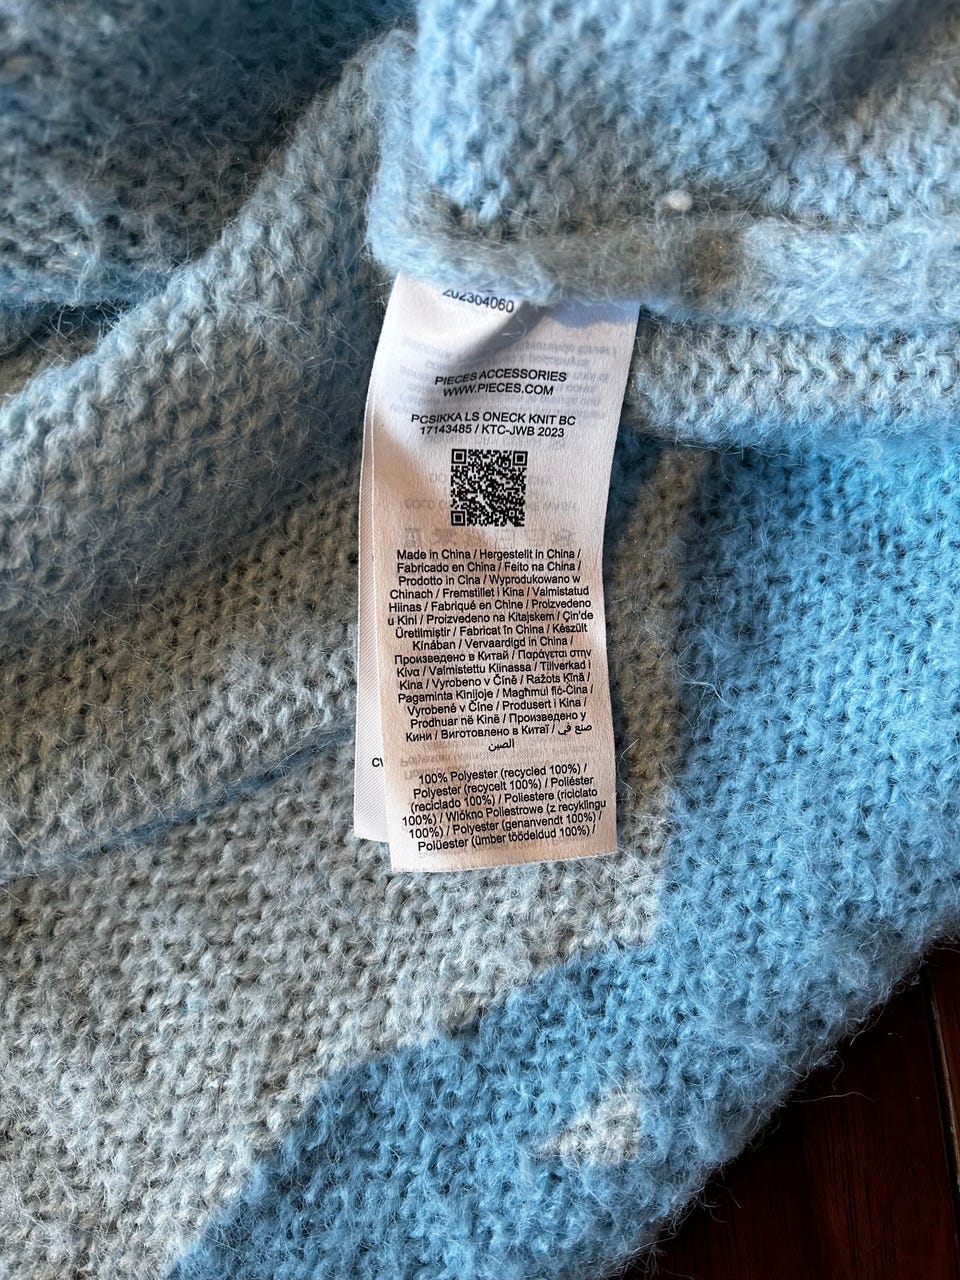 202304060
PIECES ACCESSORIES
WWW.PIECES.COM
PCSIKKA LS ONECK KNIT BC
17143485 / KTC-JWB 2023
Made in China / Hergestellt in China /
Fabricado en China / Feito na China /
Prodotto in Cina / Wyprodukowano w
Chinach / Fremstillet i Kina / Valmistatud
Hiinas / Fabriqué en Chine / Proizvedeno
u Kini / Proizvedeno na Kitajskem / Çin'de
Üretilmiştir / Fabricat în China / Készült
Kínában / Vervaardigd in China /
Произведено в Китай / Παράγεται στην
Κίνα / Valmistettu Kiinassa / Tillverkad i
Kina / Vyrobeno v Číně / Ražots Ķīnā /
Pagaminta Kinijoje / Magħmul fiċ-Ċina /
Vyrobené v Číne / Produsert i Kina /
Prodhuar në Kinë / Произведено у
Кини / Виготовлено в Китаї / صنع في
الصين
CW
100% Polyester (recycled 100%) /
Polyester (recycelt 100%) / Poliéster
(reciclado 100%) / Poliestere (riciclato
100%) / Włókno Poliestrowe (z recyklingu
100%) / Polyester (genanvendt 100%) /
Polüester (ümber töödeldud 100%) /